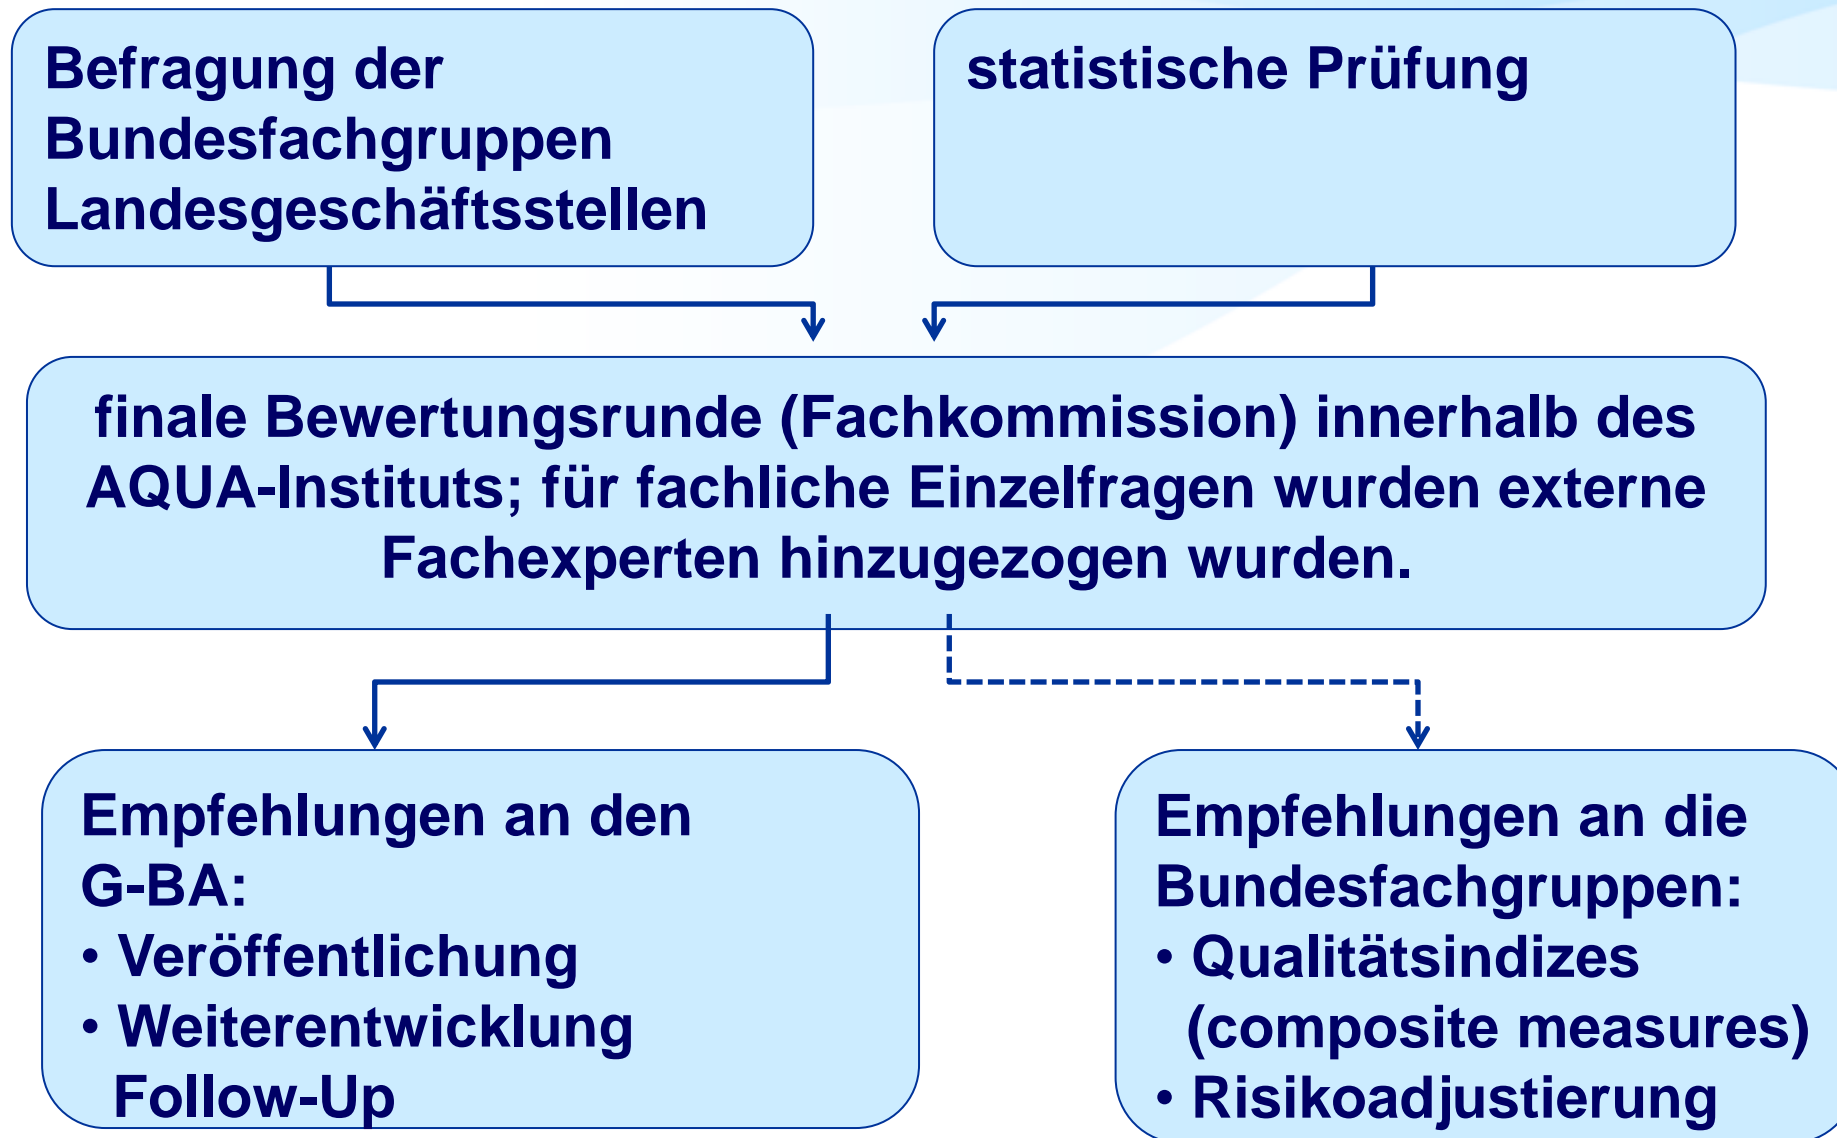 Befragung der
Bundesfachgruppen
Landesgeschäftsstellen
statistische Prüfung
finale Bewertungsrunde (Fachkommission) innerhalb des
AQUA-Instituts; für fachliche Einzelfragen wurden externe
Fachexperten hinzugezogen wurden.
Empfehlungen an den
G-BA:
• Veröffentlichung
• Weiterentwicklung
Follow-Up
Empfehlungen an die
Bundesfachgruppen:
• Qualitätsindizes
(composite measures)
• Risikoadjustierung